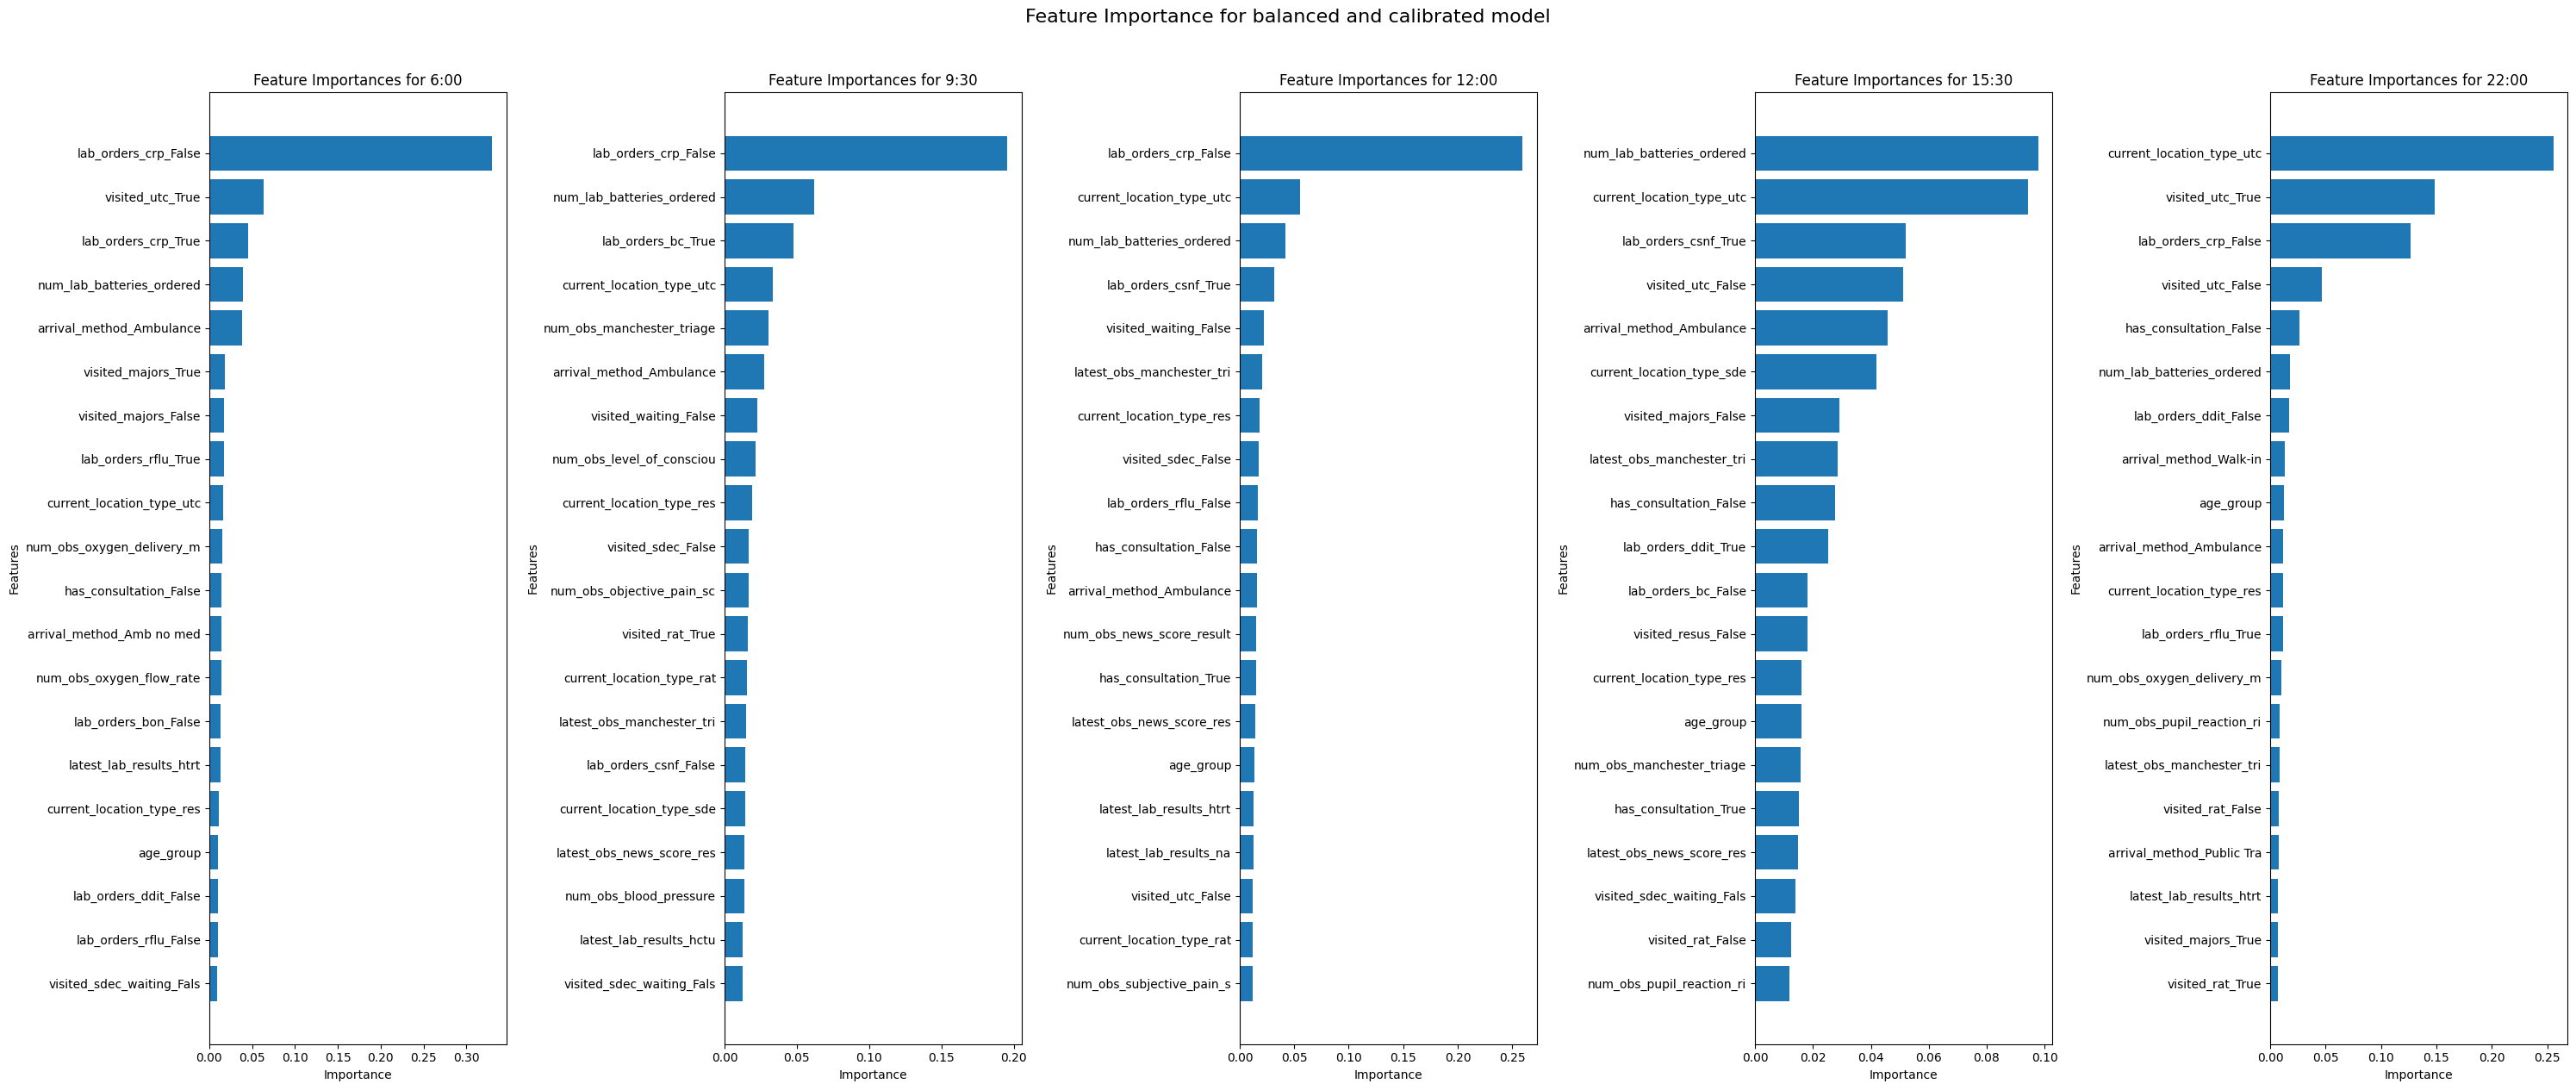 Feature Importance for balanced and calibrated model
Feature Importances for 6:00
Features
lab_orders_crp_False
visited_utc_True
lab_orders_crp_True
num_lab_batteries_ordered
arrival_method_Ambulance
visited_majors_True
visited_majors_False
lab_orders_rflu_True
current_location_type_utc
num_obs_oxygen_delivery_m
has_consultation_False
arrival_method_Amb no med
num_obs_oxygen_flow_rate
lab_orders_bon_False
latest_lab_results_htrt
current_location_type_res
age_group
lab_orders_ddit_False
lab_orders_rflu_False
visited_sdec_waiting_Fals
0.00 0.05 0.10 0.15 0.20 0.25 0.30
Importance
Feature Importances for 9:30
Features
lab_orders_crp_False
num_lab_batteries_ordered
lab_orders_bc_True
current_location_type_utc
num_obs_manchester_triage
arrival_method_Ambulance
visited_waiting_False
num_obs_level_of_consciou
current_location_type_res
visited_sdec_False
num_obs_objective_pain_sc
visited_rat_True
current_location_type_rat
latest_obs_manchester_tri
lab_orders_csnf_False
current_location_type_sde
latest_obs_news_score_res
num_obs_blood_pressure
latest_lab_results_hctu
visited_sdec_waiting_Fals
0.00 0.05 0.10 0.15 0.20
Importance
Feature Importances for 12:00
Features
lab_orders_crp_False
current_location_type_utc
num_lab_batteries_ordered
lab_orders_csnf_True
visited_waiting_False
latest_obs_manchester_tri
current_location_type_res
visited_sdec_False
lab_orders_rflu_False
has_consultation_False
arrival_method_Ambulance
num_obs_news_score_result
has_consultation_True
latest_obs_news_score_res
age_group
latest_lab_results_htrt
latest_lab_results_na
visited_utc_False
current_location_type_rat
num_obs_subjective_pain_s
0.00 0.05 0.10 0.15 0.20 0.25
Importance
Feature Importances for 15:30
Features
num_lab_batteries_ordered
current_location_type_utc
lab_orders_csnf_True
visited_utc_False
arrival_method_Ambulance
current_location_type_sde
visited_majors_False
latest_obs_manchester_tri
has_consultation_False
lab_orders_ddit_True
lab_orders_bc_False
visited_resus_False
current_location_type_res
age_group
num_obs_manchester_triage
has_consultation_True
latest_obs_news_score_res
visited_sdec_waiting_Fals
visited_rat_False
num_obs_pupil_reaction_ri
0.00 0.02 0.04 0.06 0.08 0.10
Importance
Feature Importances for 22:00
Features
current_location_type_utc
visited_utc_True
lab_orders_crp_False
visited_utc_False
has_consultation_False
num_lab_batteries_ordered
lab_orders_ddit_False
arrival_method_Walk-in
age_group
arrival_method_Ambulance
current_location_type_res
lab_orders_rflu_True
num_obs_oxygen_delivery_m
num_obs_pupil_reaction_ri
latest_obs_manchester_tri
visited_rat_False
arrival_method_Public Tra
latest_lab_results_htrt
visited_majors_True
visited_rat_True
0.00 0.05 0.10 0.15 0.20 0.25
Importance